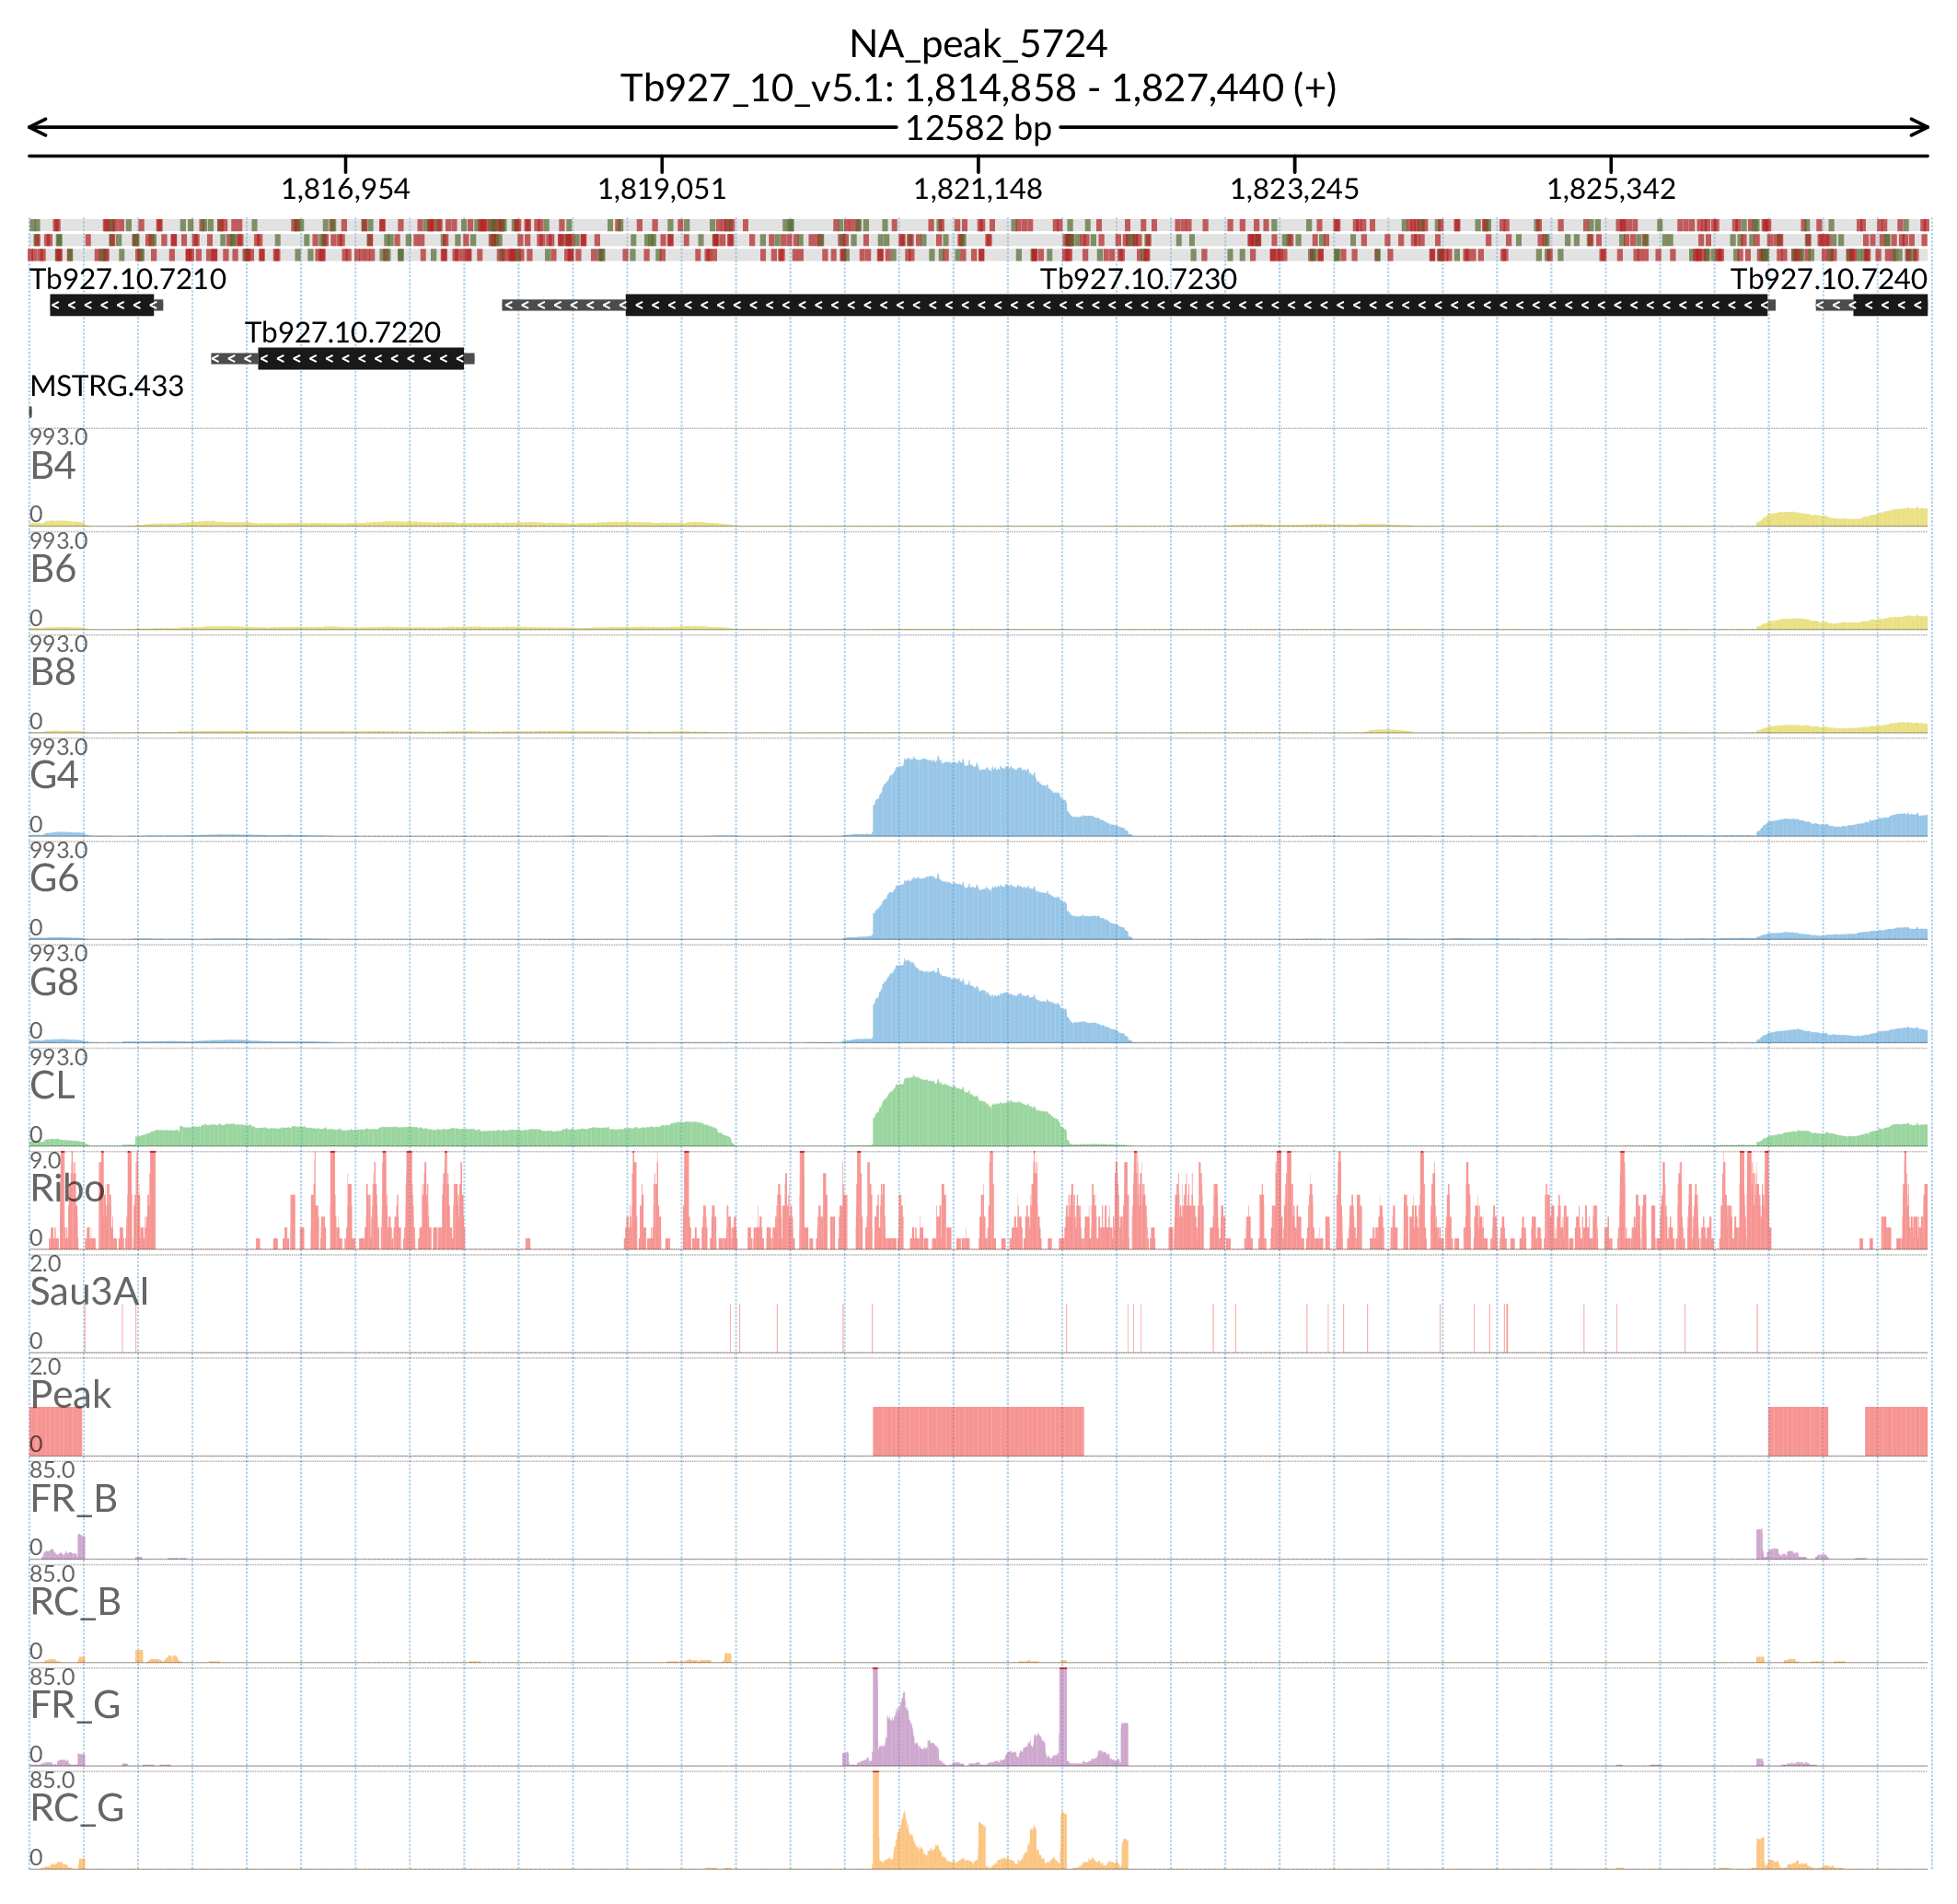 NA_peak_5724
Tb927_10_v5.1: 1,814,858 - 1,827,440 (+)
12582 bp
1,816,954 1,819,051 1,821,148 1,823,245 1,825,342
Tb927.10.7210 Tb927.10.7230 Tb927.10.7240
Tb927.10.7220
MSTRG.433
993.0
B4
0
993.0
B6
0
993.0
B8
0
993.0
G4
0
993.0
G6
0
993.0
G8
0
993.0
CL
0
9.0
Ribo
0
2.0
Sau3AI
0
2.0
Peak
0
85.0
FR_B
0
85.0
RC_B
0
85.0
FR_G
0
85.0
RC_G
0